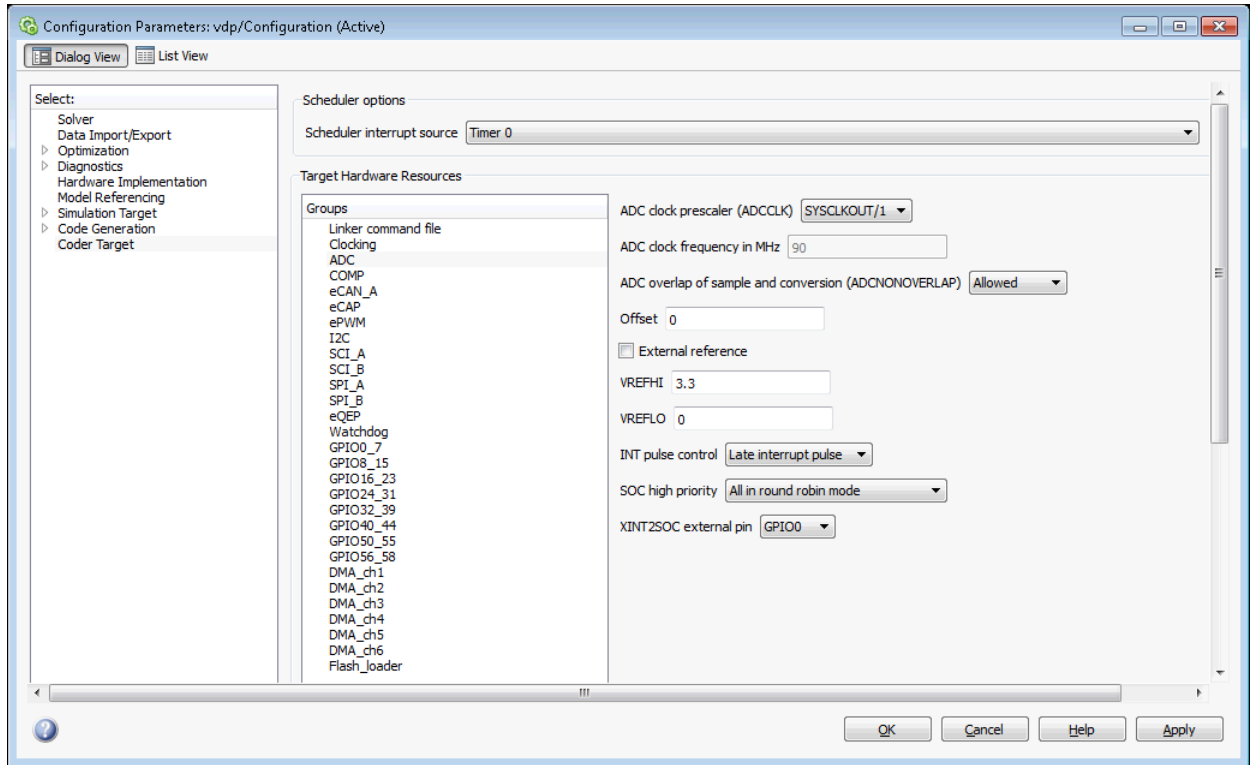 Configuration Parameters: vdp/Configuration (Active)
Dialog View List View
Select:
Solver
Data Import/Export
Optimization
Diagnostics
Hardware Implementation
Model Referencing
Simulation Target
Code Generation
Coder Target
Scheduler options
Scheduler interrupt source Timer 0
Target Hardware Resources
Groups
Linker command file
Clocking
ADC
COMP
eCAN_A
eCAP
ePWM
I2C
SCI_A
SCI_B
SPI_A
SPI_B
eQEP
Watchdog
GPIO0_7
GPIO8_15
GPIO16_23
GPIO24_31
GPIO32_39
GPIO40_44
GPIO50_55
GPIO56_58
DMA_ch1
DMA_ch2
DMA_ch3
DMA_ch4
DMA_ch5
DMA_ch6
Flash_loader
ADC clock prescaler (ADCCLK) SYSCLKOUT/1
ADC clock frequency in MHz 90
ADC overlap of sample and conversion (ADCNONOVERLAP) Allowed
Offset 0
External reference
VREFHI 3.3
VREFLO 0
INT pulse control Late interrupt pulse
SOC high priority All in round robin mode
XINT2SOC external pin GPIO0
OK Cancel Help Apply